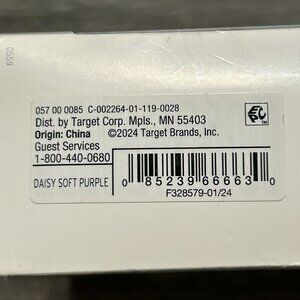 0559
057 00 0085 C-002264-01-119-0028
Dist. by Target Corp. Mpls., MN 55403
Origin: China ©2024 Target Brands, Inc.
Guest Services
1-800-440-0680
DAISY SOFT PURPLE
0 85239 66663 0
F328579-01/24